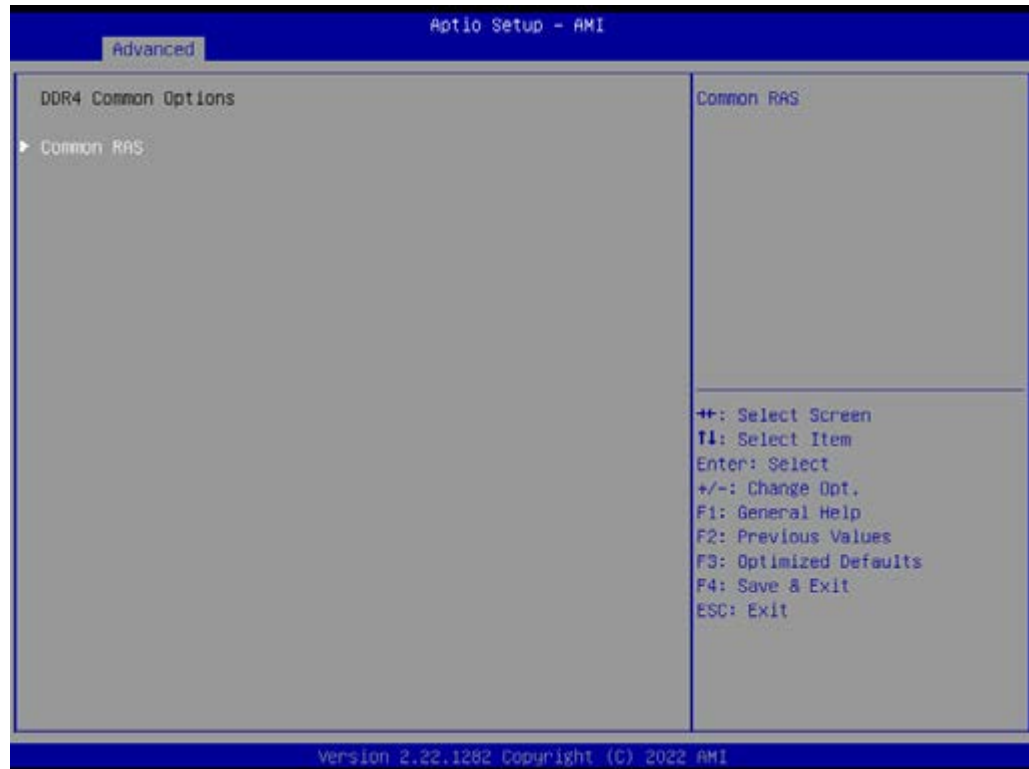 Aptio Setup – AMI
Advanced
DDR4 Common Options
Common RAS
Common RAS
→←: Select Screen
↑↓: Select Item
Enter: Select
+/-: Change Opt.
F1: General Help
F2: Previous Values
F3: Optimized Defaults
F4: Save & Exit
ESC: Exit
Version 2.22.1282 Copyright (C) 2022 AMI